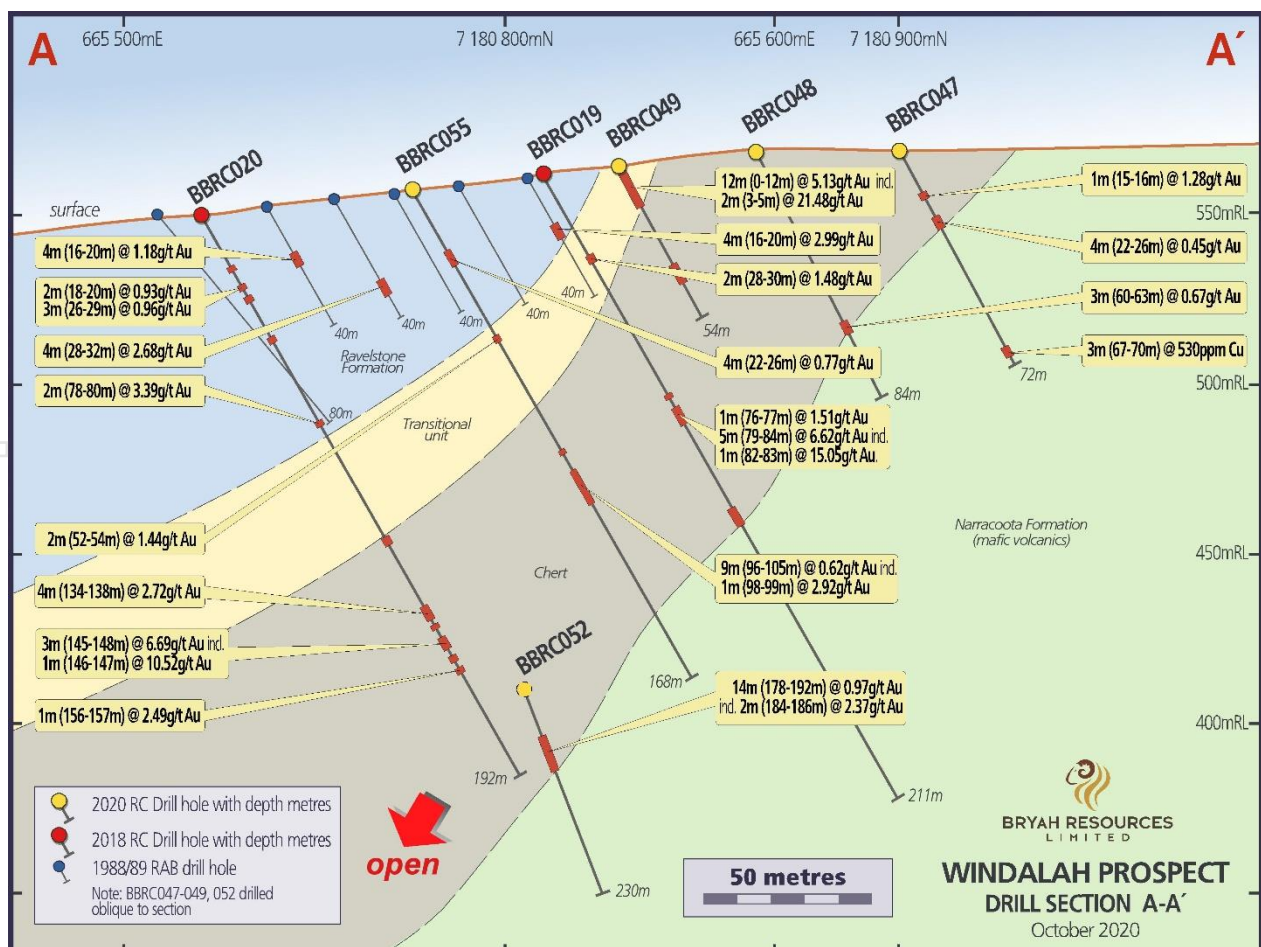 A
665 500mE
7 180 800mN
665 600mE
7 180 900mN
A´
BBRC020
BBRC055
BBRC019
BBRC049
BBRC048
BBRC047
surface
550mRL
500mRL
450mRL
400mRL
4m (16-20m) @ 1.18g/t Au
2m (18-20m) @ 0.93g/t Au
3m (26-29m) @ 0.96g/t Au
4m (28-32m) @ 2.68g/t Au
2m (78-80m) @ 3.39g/t Au
2m (52-54m) @ 1.44g/t Au
4m (134-138m) @ 2.72g/t Au
3m (145-148m) @ 6.69g/t Au incl.
1m (146-147m) @ 10.52g/t Au
1m (156-157m) @ 2.49g/t Au
12m (0-12m) @ 5.13g/t Au incl.
2m (3-5m) @ 21.48g/t Au
4m (16-20m) @ 2.99g/t Au
2m (28-30m) @ 1.48g/t Au
4m (22-26m) @ 0.77g/t Au
1m (76-77m) @ 1.51g/t Au
5m (79-84m) @ 6.62g/t Au incl.
1m (82-83m) @ 15.05g/t Au.
9m (96-105m) @ 0.62g/t Au incl.
1m (98-99m) @ 2.92g/t Au
14m (178-192m) @ 0.97g/t Au
incl. 2m (184-186m) @ 2.37g/t Au
1m (15-16m) @ 1.28g/t Au
4m (22-26m) @ 0.45g/t Au
3m (60-63m) @ 0.67g/t Au
3m (67-70m) @ 530ppm Cu
40m
40m
40m
40m
40m
80m
54m
84m
72m
168m
192m
211m
230m
Ravelstone
Formation
Transitional
unit
Chert
Narracoota Formation
(mafic volcanics)
BBRC052
open
2020 RC Drill hole with depth metres
2018 RC Drill hole with depth metres
1988/89 RAB drill hole
Note: BBRC047-049, 052 drilled
oblique to section
50 metres
BRYAH RESOURCES
LIMITED
WINDALAH PROSPECT
DRILL SECTION A-A´
October 2020